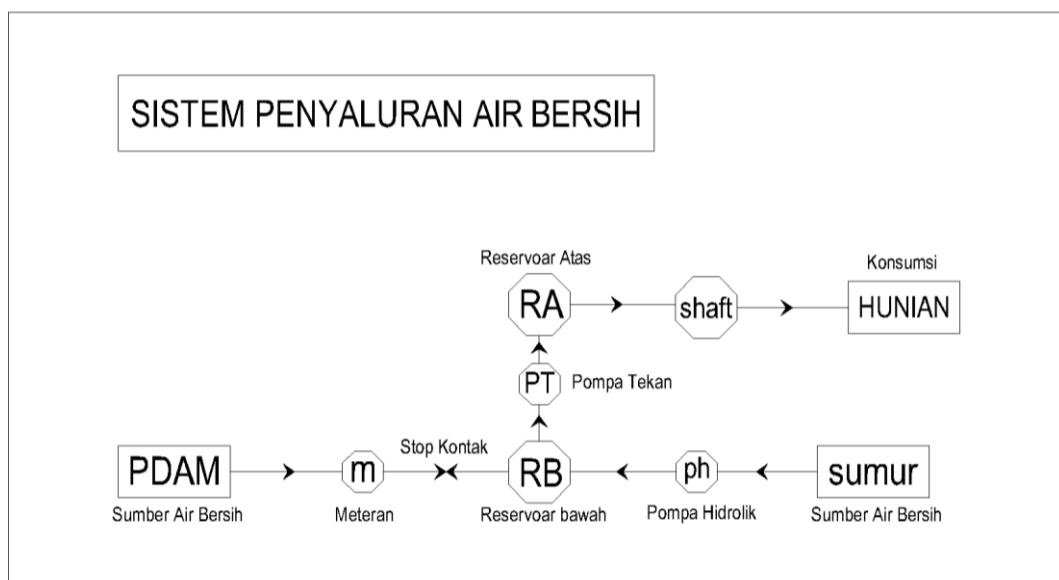 SISTEM PENYALURAN AIR BERSIH
Reservoar Atas
Konsumsi
RA
shaft
HUNIAN
PT
Pompa Tekan
Stop Kontak
PDAM
m
RB
ph
sumur
Sumber Air Bersih
Meteran
Reservoar bawah
Pompa Hidrolik
Sumber Air Bersih